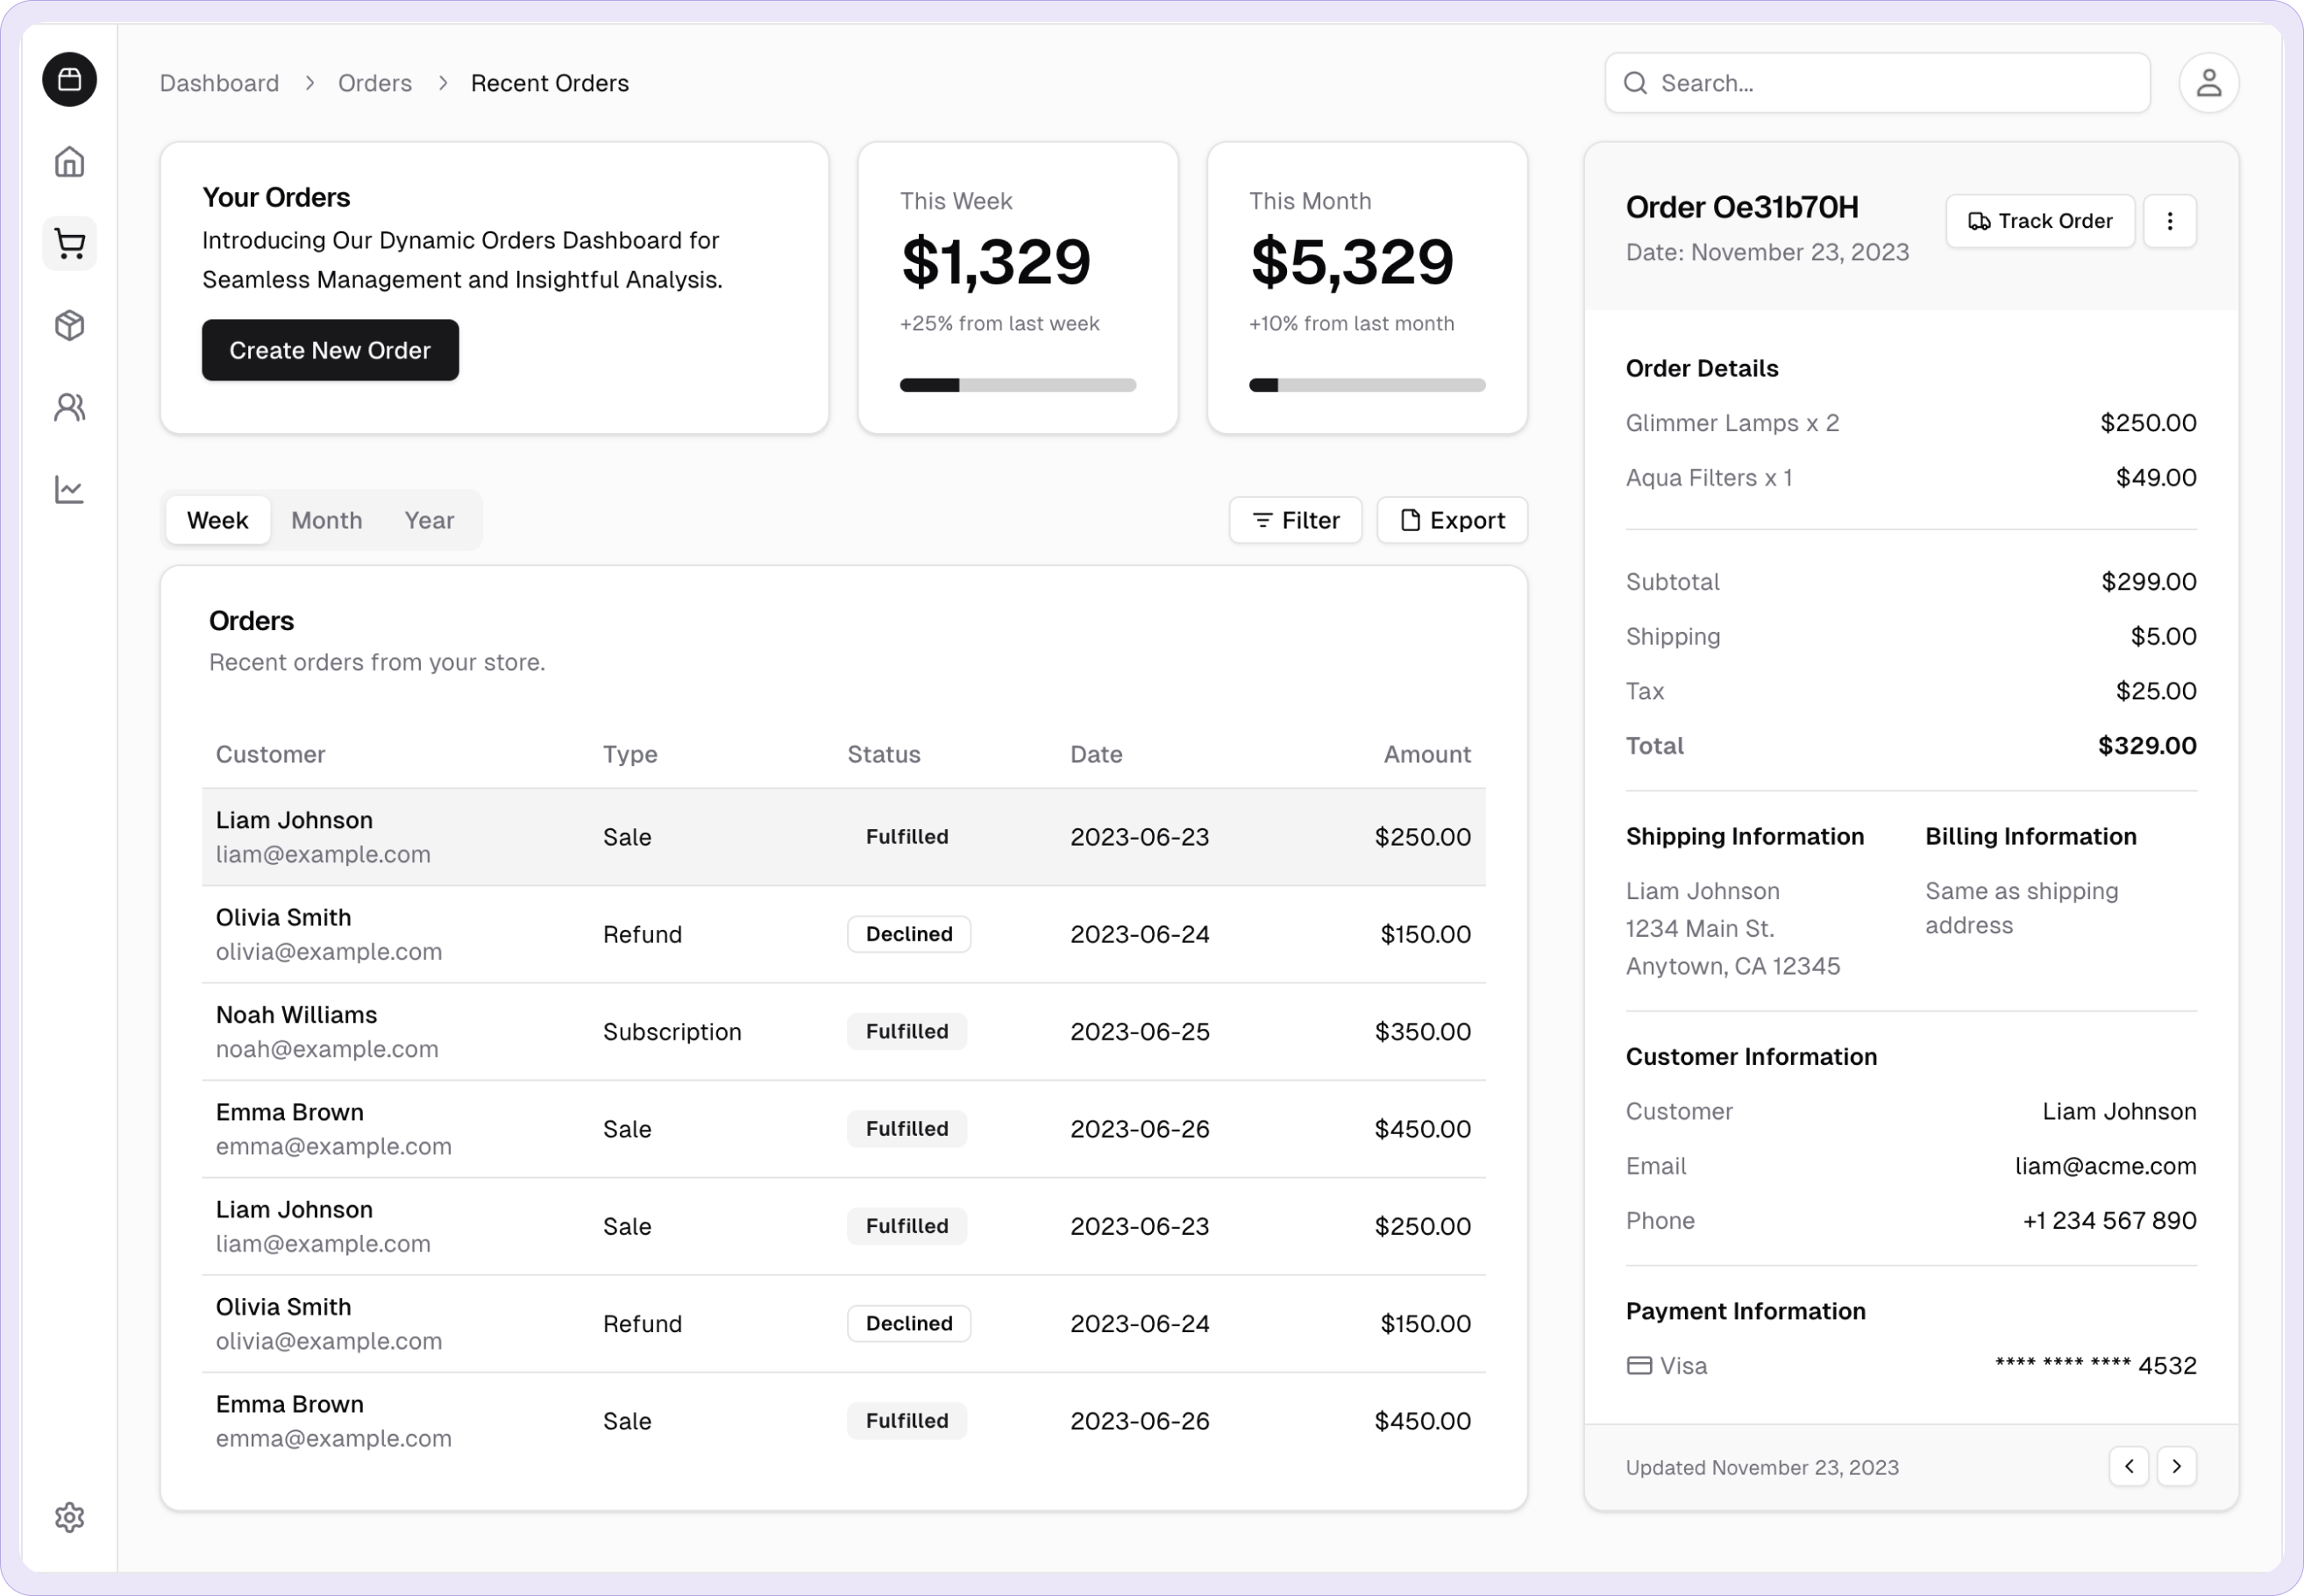 Dashboard > Orders > Recent Orders
Search...
Your Orders
Introducing Our Dynamic Orders Dashboard for
Seamless Management and Insightful Analysis.
Create New Order
This Week
$1,329
+25% from last week
This Month
$5,329
+10% from last month
Week Month Year
Filter Export
Orders
Recent orders from your store.
Customer Type Status Date Amount
Liam Johnson
liam@example.com
Sale Fulfilled 2023-06-23 $250.00
Olivia Smith
olivia@example.com
Refund Declined 2023-06-24 $150.00
Noah Williams
noah@example.com
Subscription Fulfilled 2023-06-25 $350.00
Emma Brown
emma@example.com
Sale Fulfilled 2023-06-26 $450.00
Liam Johnson
liam@example.com
Sale Fulfilled 2023-06-23 $250.00
Olivia Smith
olivia@example.com
Refund Declined 2023-06-24 $150.00
Emma Brown
emma@example.com
Sale Fulfilled 2023-06-26 $450.00
Order Oe31b70H
Date: November 23, 2023
Track Order
Order Details
Glimmer Lamps x 2 $250.00
Aqua Filters x 1 $49.00
Subtotal $299.00
Shipping $5.00
Tax $25.00
Total $329.00
Shipping Information
Liam Johnson
1234 Main St.
Anytown, CA 12345
Billing Information
Same as shipping
address
Customer Information
Customer Liam Johnson
Email liam@acme.com
Phone +1 234 567 890
Payment Information
Visa **** **** **** 4532
Updated November 23, 2023